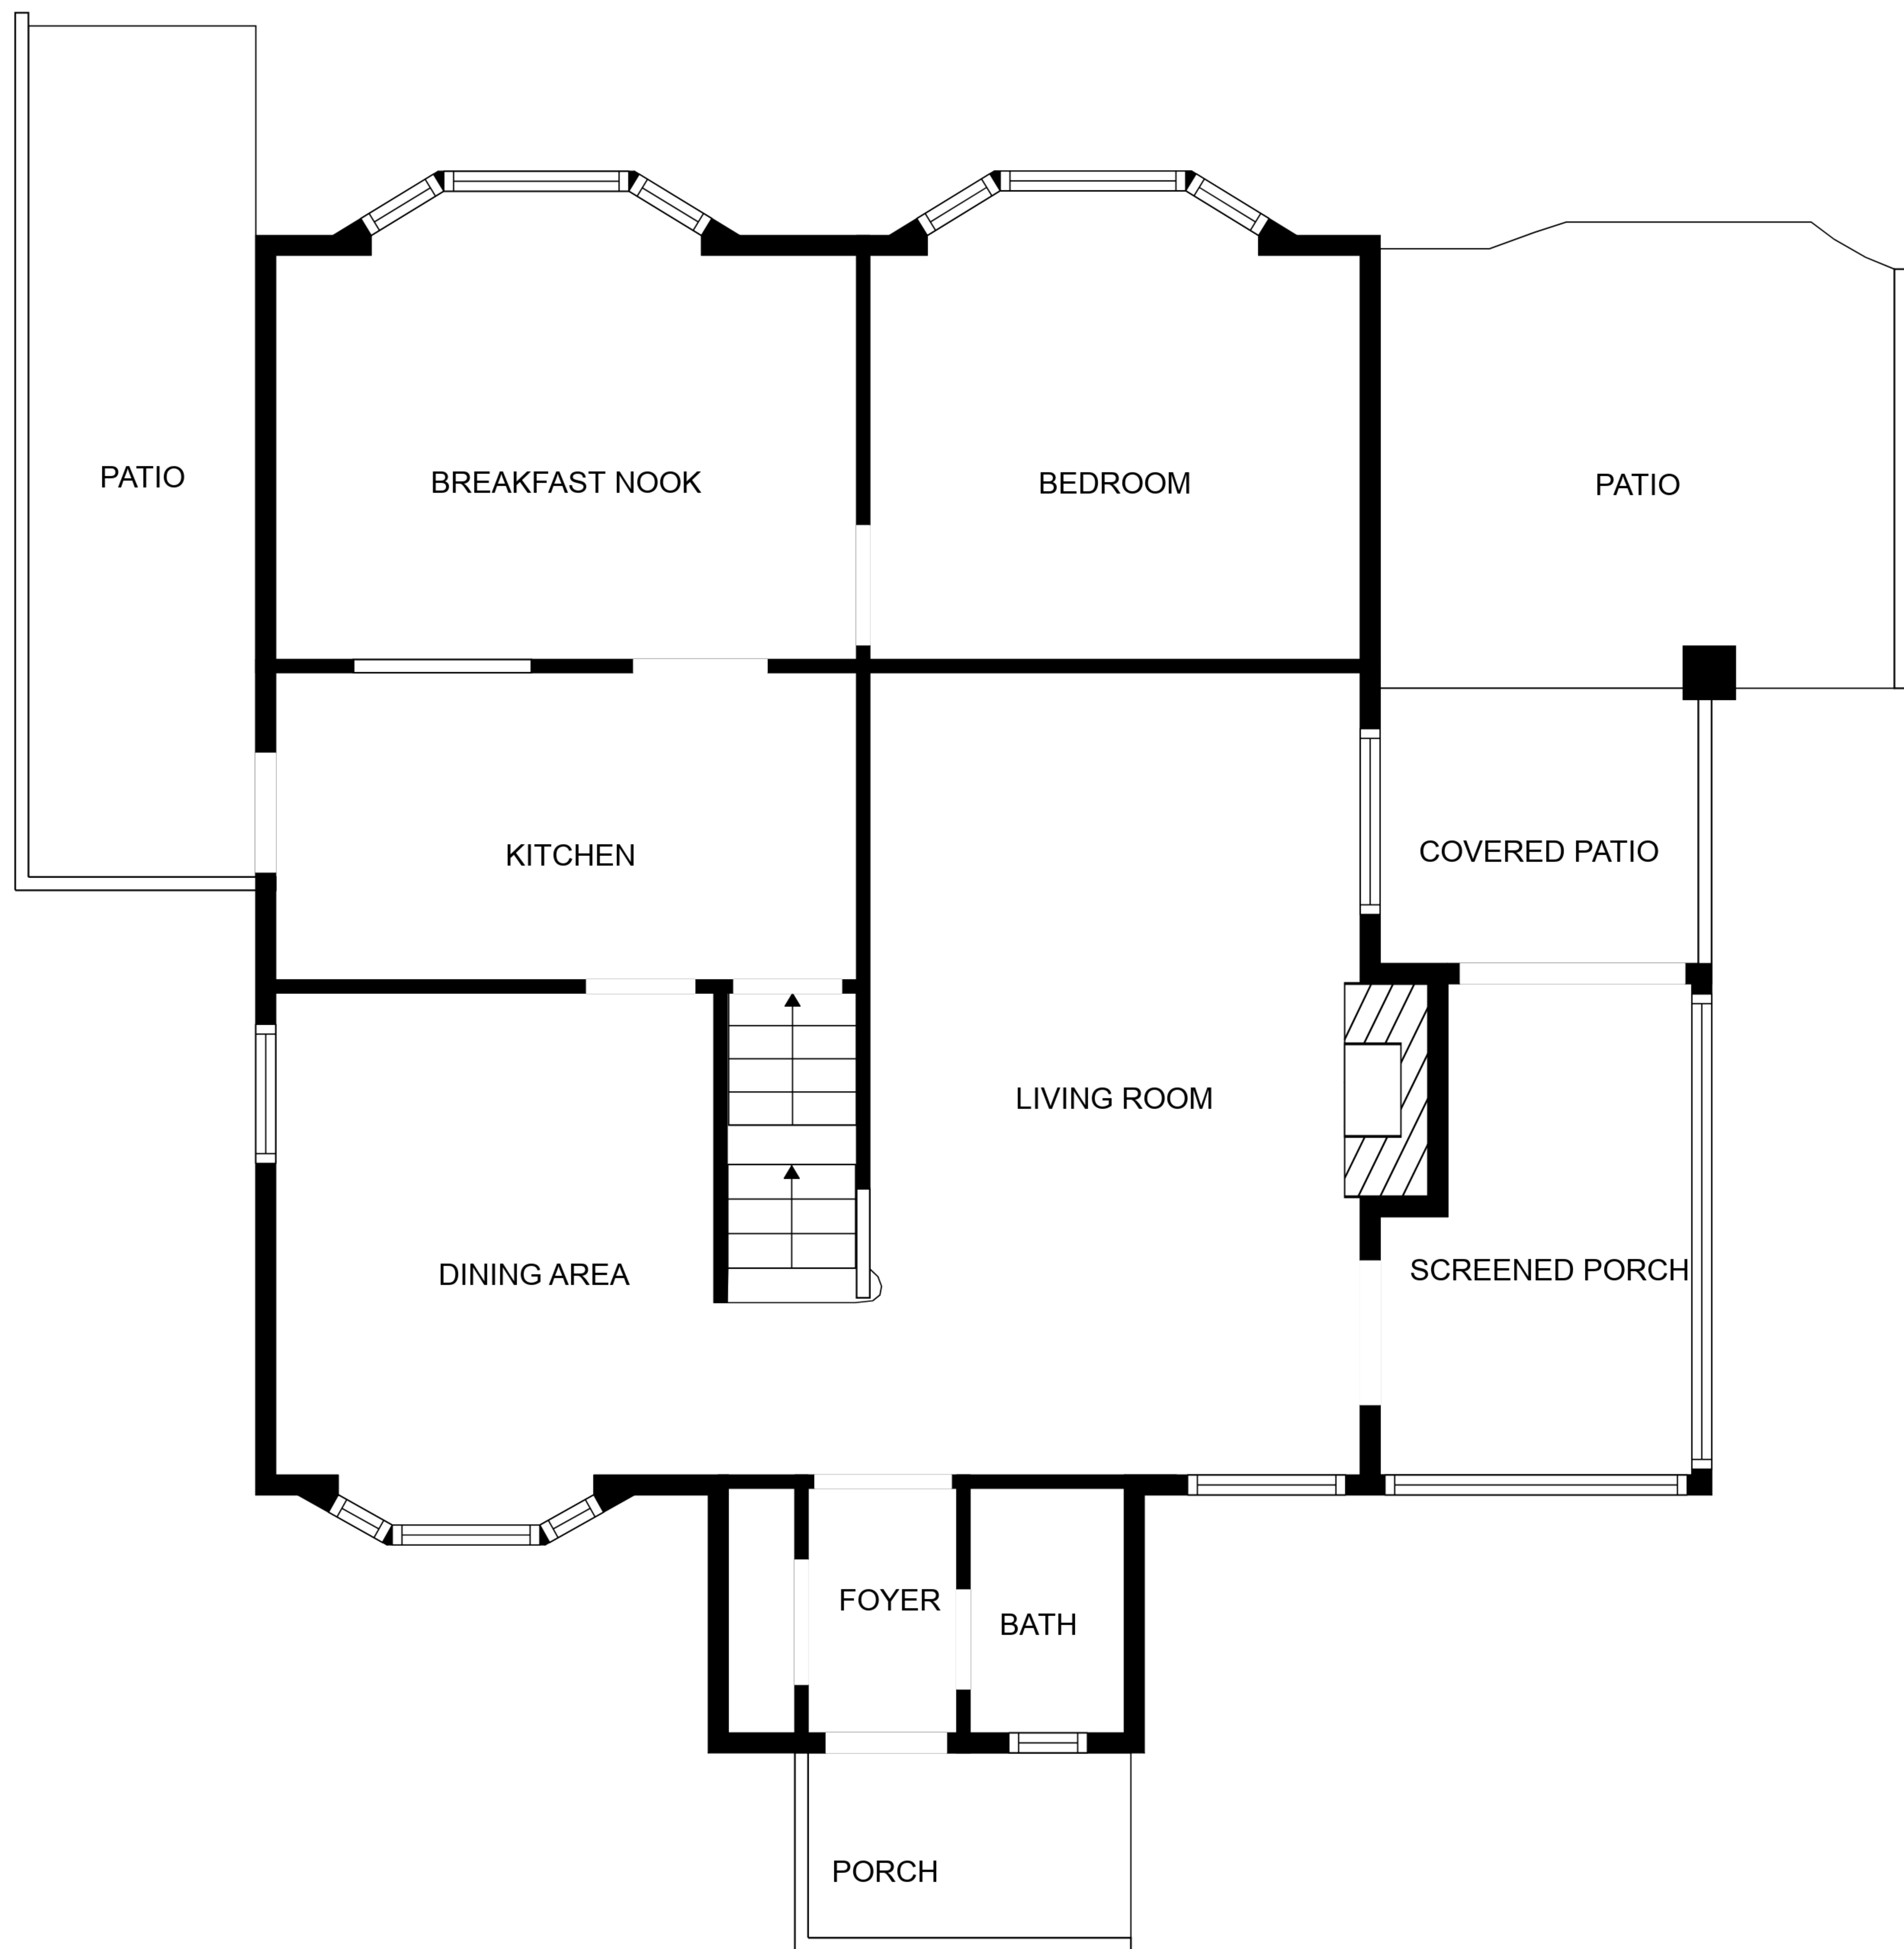 PATIO
BREAKFAST NOOK
BEDROOM
PATIO
KITCHEN
COVERED PATIO
LIVING ROOM
DINING AREA
SCREENED PORCH
FOYER
BATH
PORCH